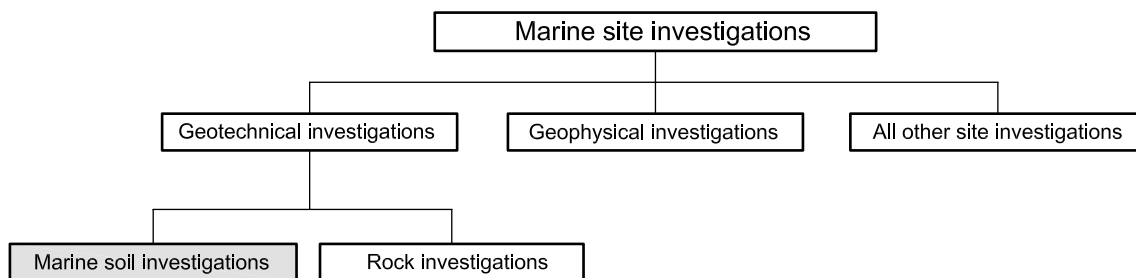 Marine site investigations
Geotechnical investigations
Geophysical investigations
All other site investigations
Marine soil investigations
Rock investigations